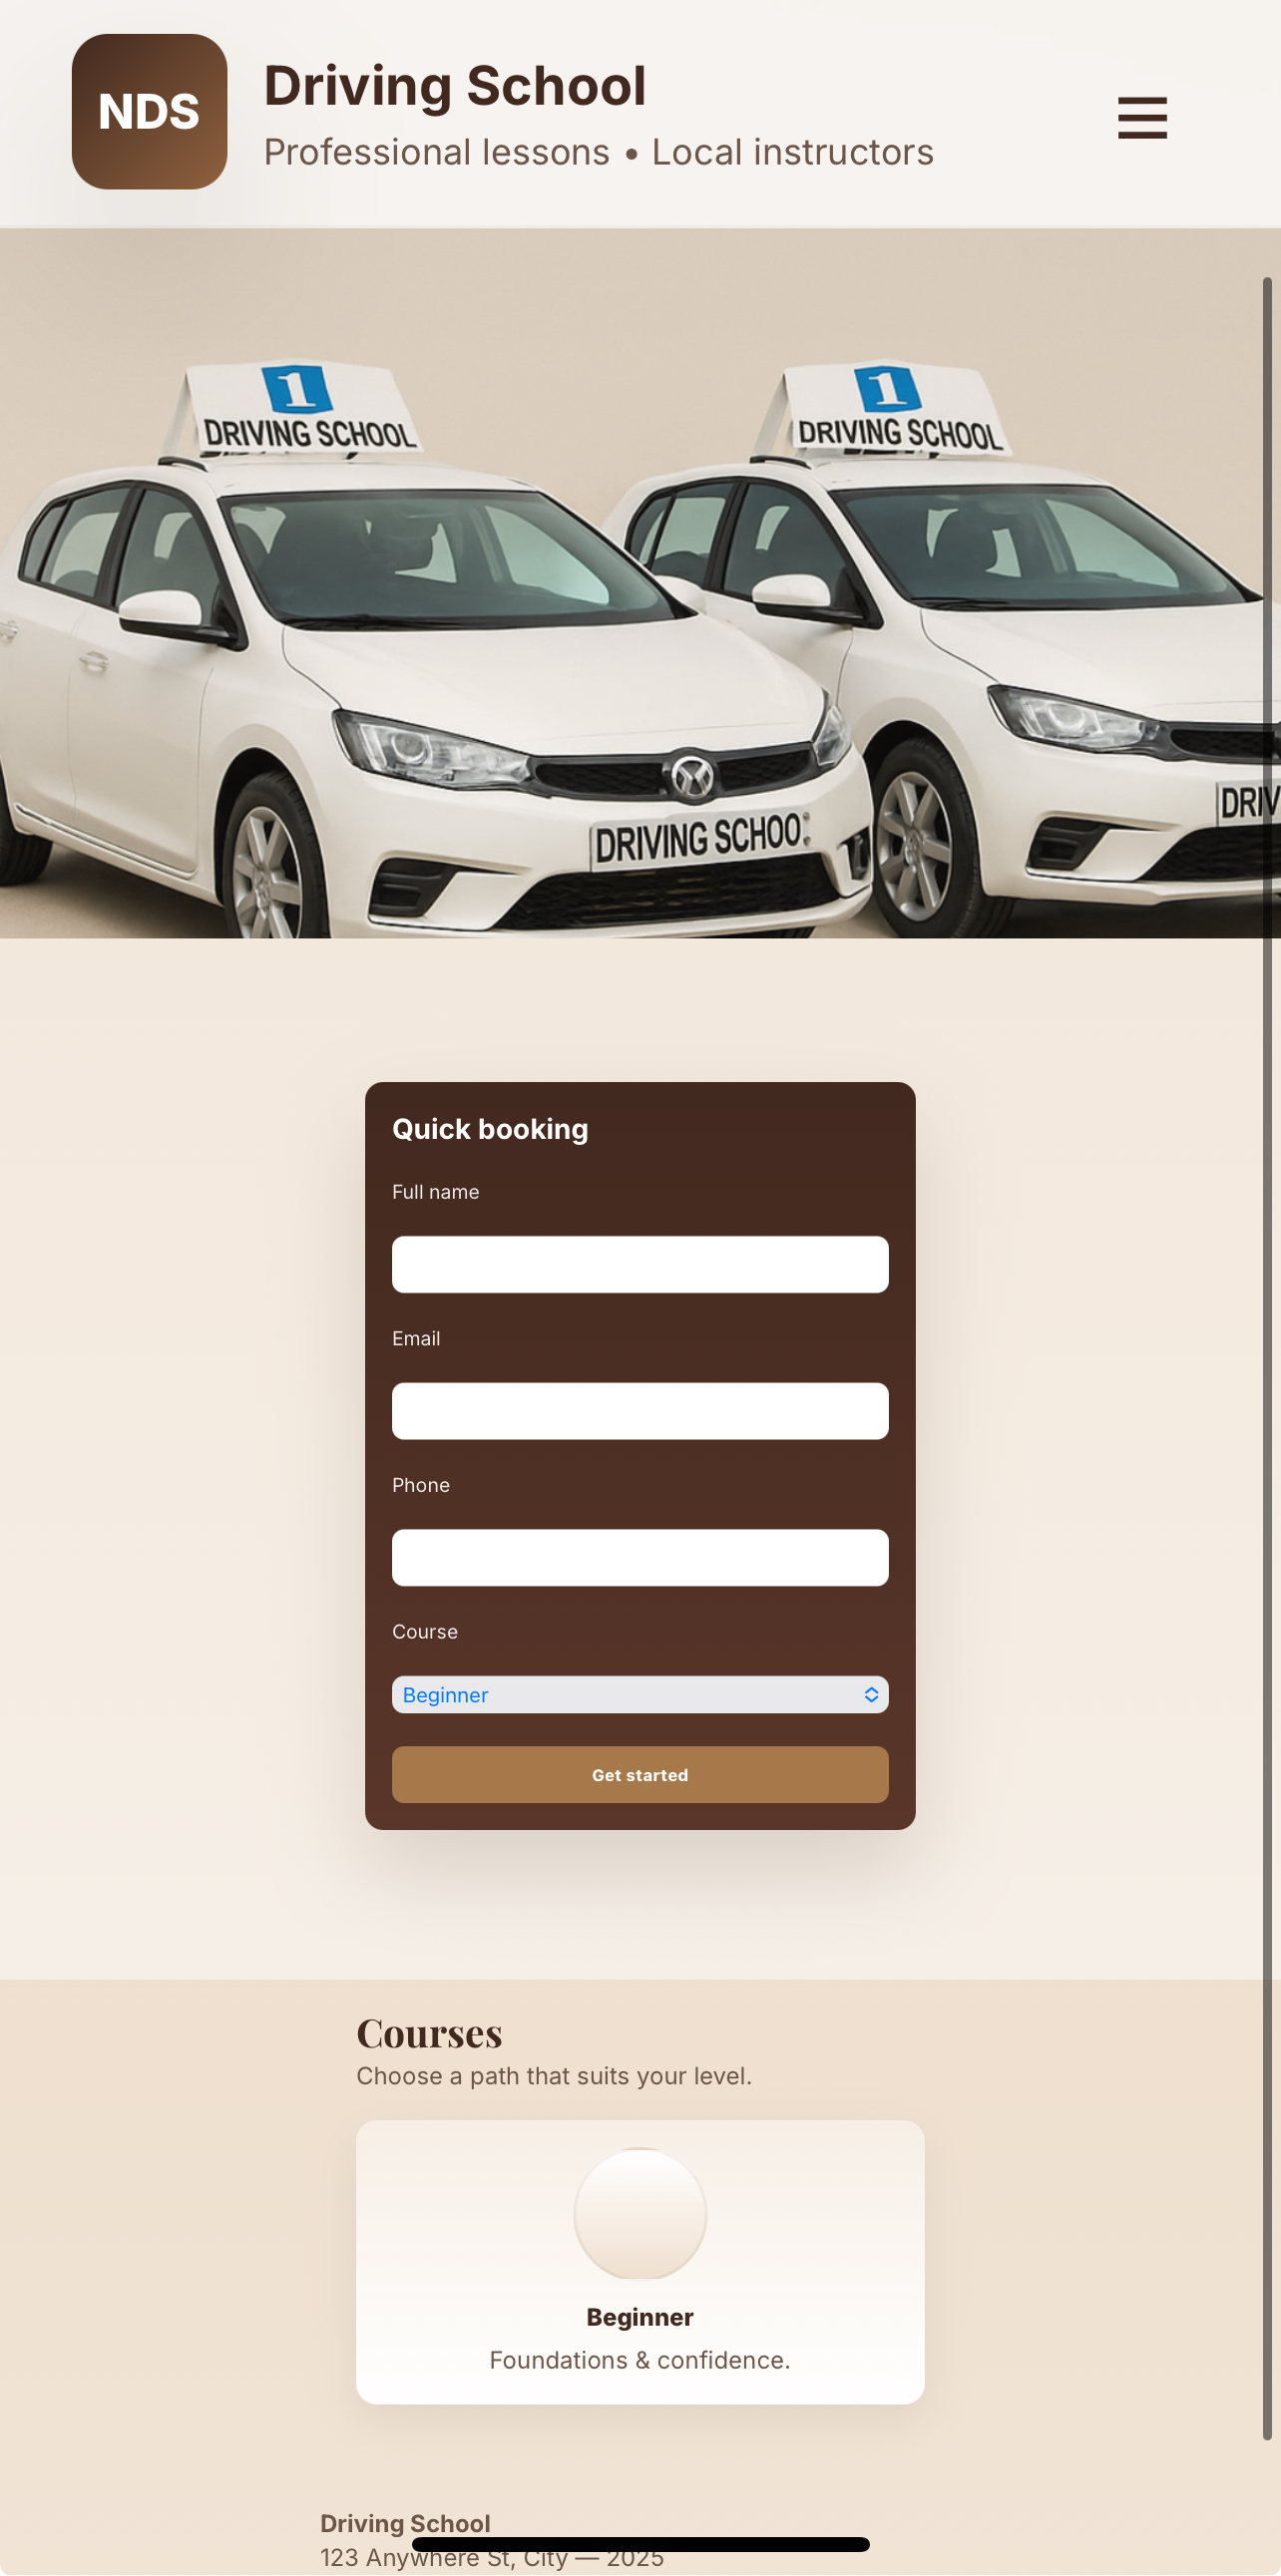 NDS
Driving School
Professional lessons • Local instructors
1
DRIVING SCHOOL
1
DRIVING SCHOOL
DRIVING SCHOO
DRIV
Quick booking
Full name
Email
Phone
Course
Beginner
Get started
Courses
Choose a path that suits your level.
Beginner
Foundations & confidence.
Driving School
123 Anywhere St, City — 2025